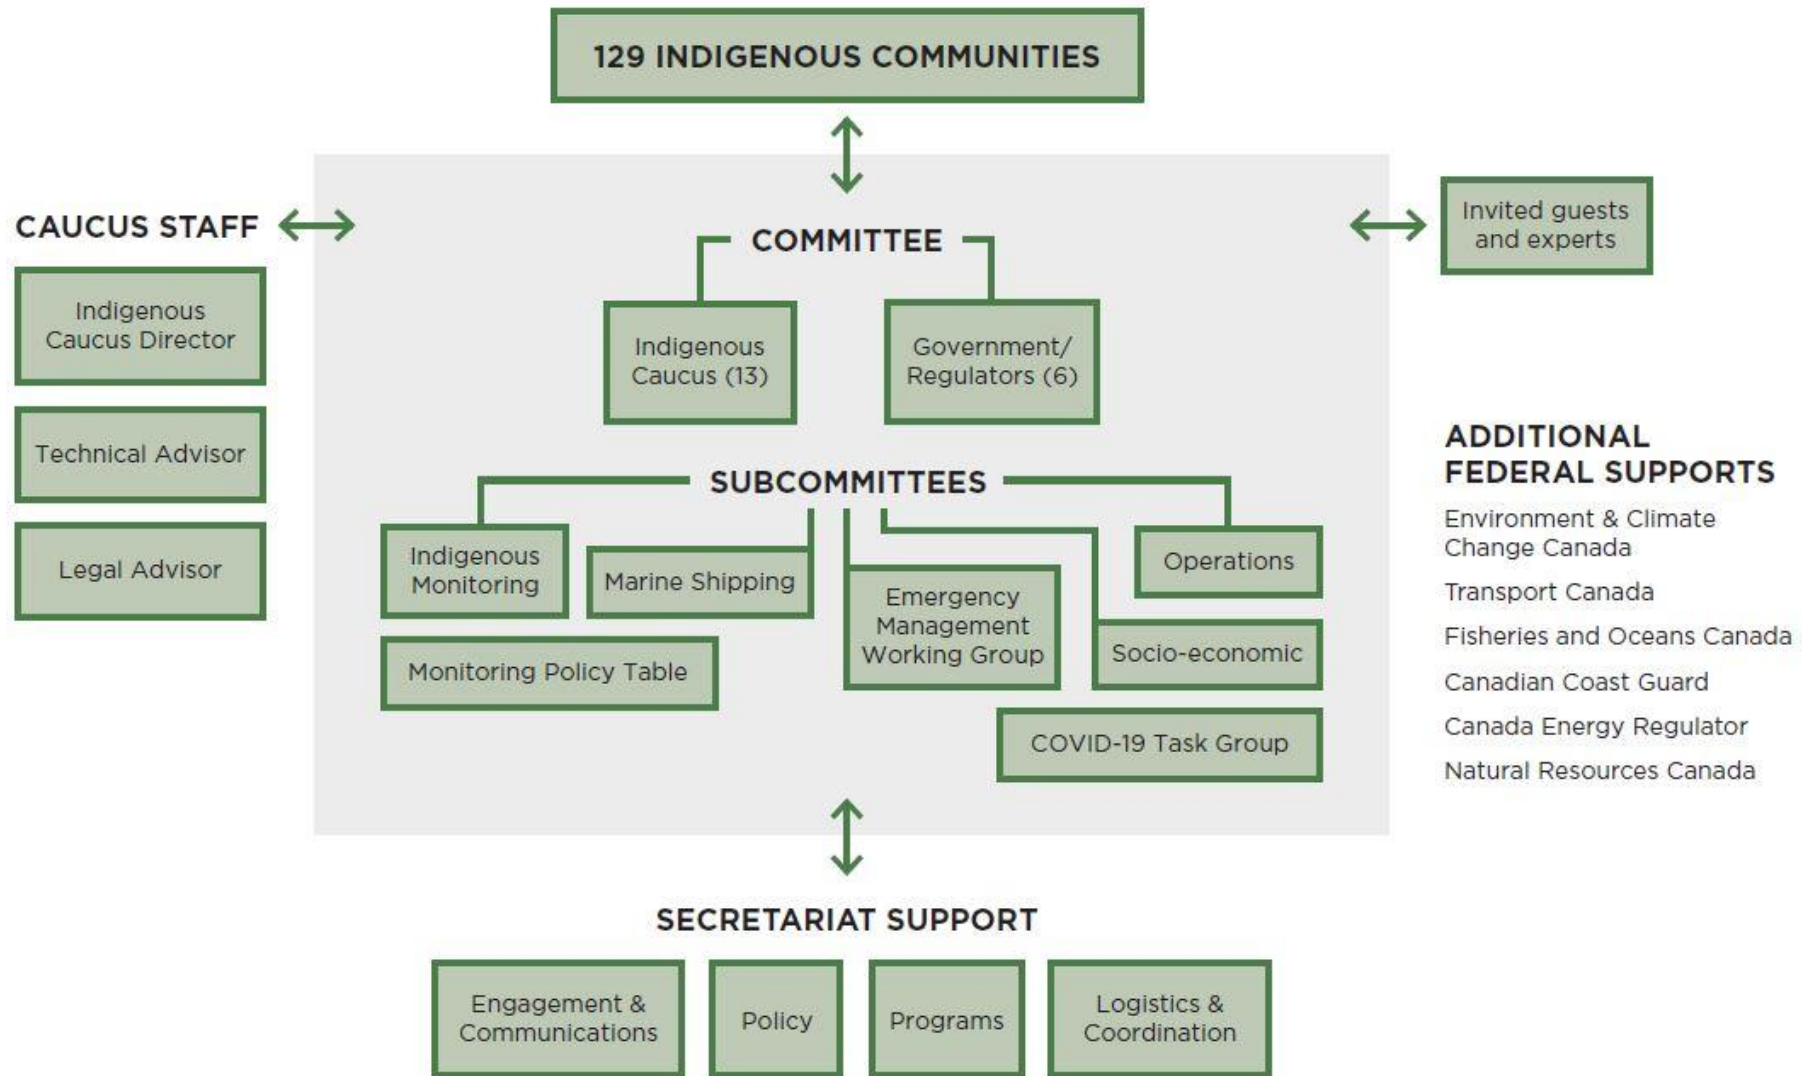 129 INDIGENOUS COMMUNITIES
CAUCUS STAFF
Indigenous
Caucus Director
Technical Advisor
Legal Advisor
COMMITTEE
Indigenous
Caucus (13)
Government/
Regulators (6)
SUBCOMMITTEES
Indigenous
Monitoring
Marine Shipping
Emergency
Management
Working Group
Operations
Socio-economic
Monitoring Policy Table
COVID-19 Task Group
Invited guests
and experts
ADDITIONAL
FEDERAL SUPPORTS
Environment & Climate
Change Canada
Transport Canada
Fisheries and Oceans Canada
Canadian Coast Guard
Canada Energy Regulator
Natural Resources Canada
SECRETARIAT SUPPORT
Engagement &
Communications
Policy
Programs
Logistics &
Coordination